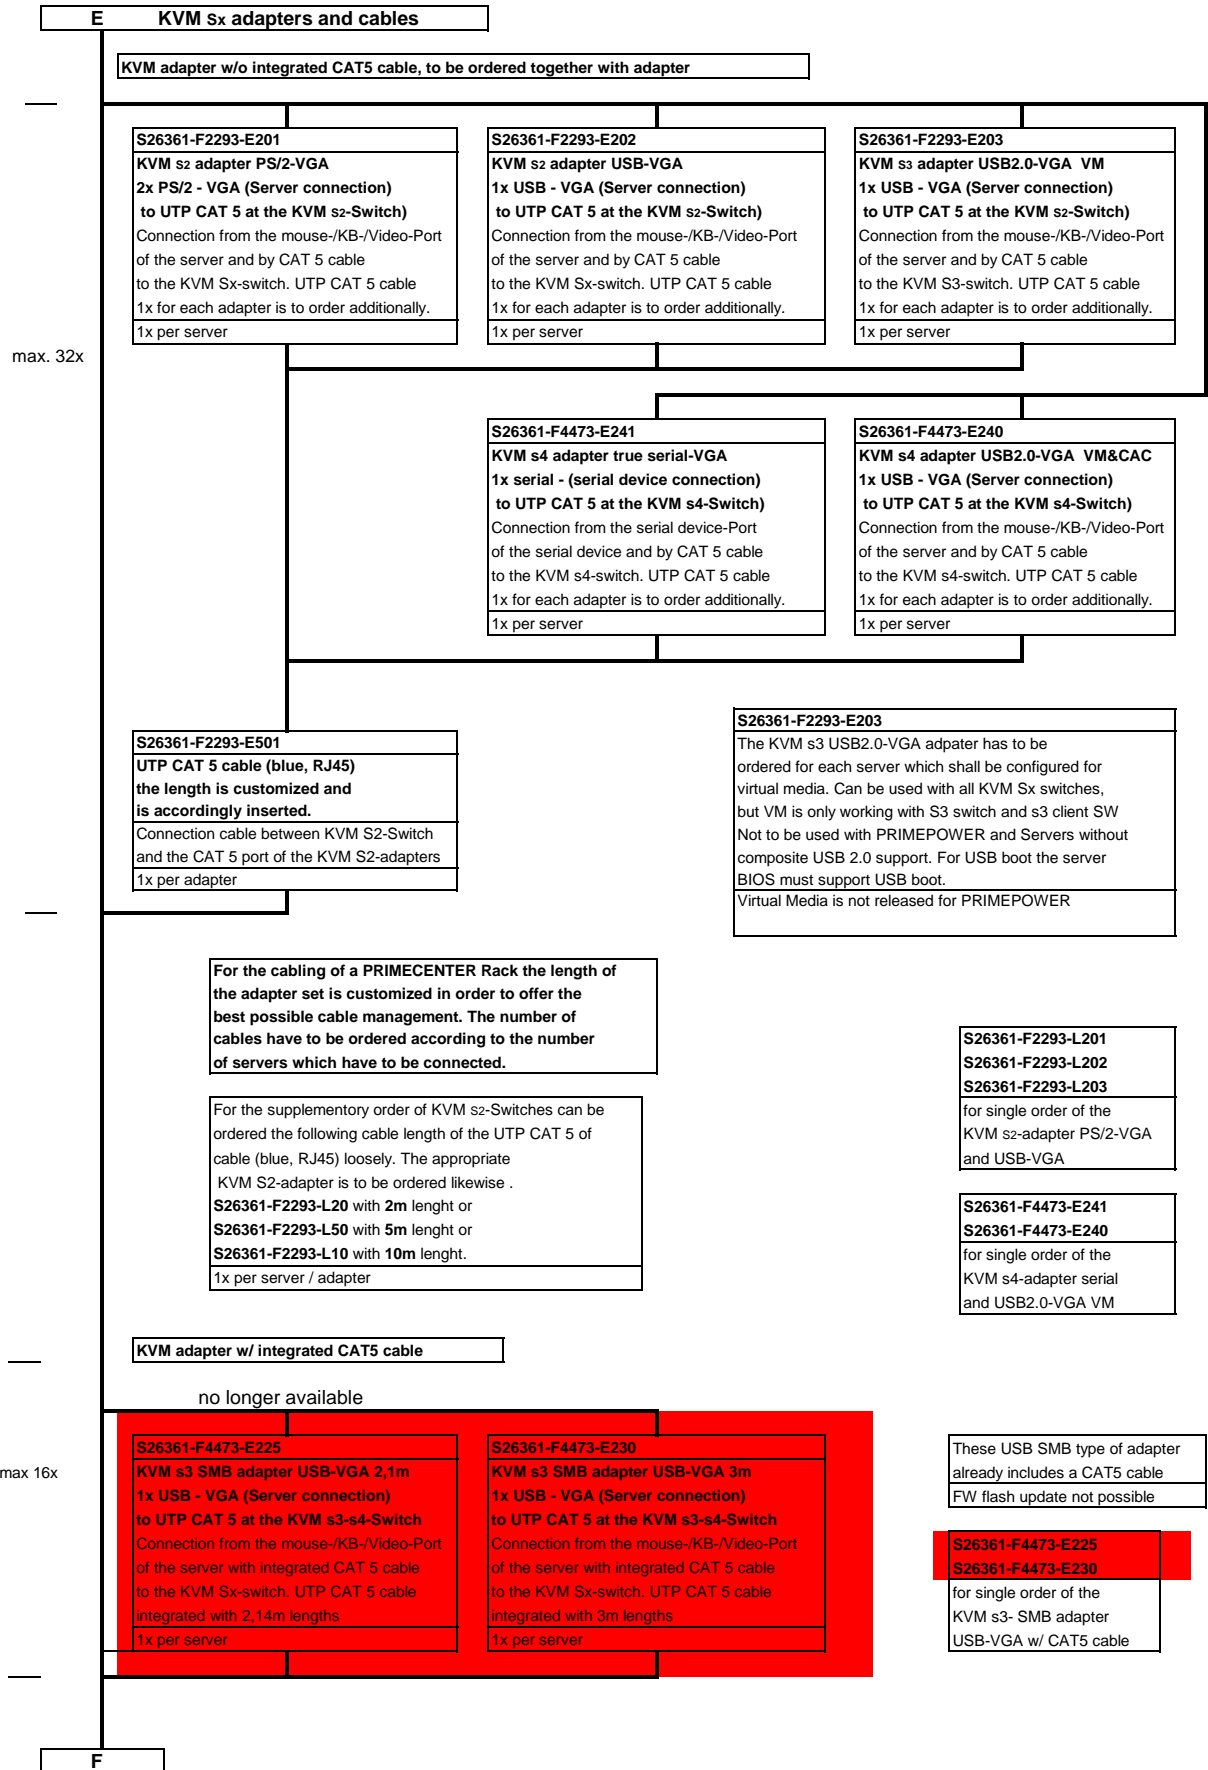 E KVM Sx adapters and cables
KVM adapter w/o integrated CAT5 cable, to be ordered together with adapter
S26361-F2293-E201
KVM S2 adapter PS/2-VGA
2x PS/2 - VGA (Server connection)
to UTP CAT 5 at the KVM S2-Switch)
Connection from the mouse-/KB-/Video-Port
of the server and by CAT 5 cable
to the KVM Sx-switch. UTP CAT 5 cable
1x for each adapter is to order additionally.
1x per server
S26361-F2293-E202
KVM S2 adapter USB-VGA
1x USB - VGA (Server connection)
to UTP CAT 5 at the KVM S2-Switch)
Connection from the mouse-/KB-/Video-Port
of the server and by CAT 5 cable
to the KVM Sx-switch. UTP CAT 5 cable
1x for each adapter is to order additionally.
1x per server
S26361-F2293-E203
KVM S3 adapter USB2.0-VGA  VM
1x USB - VGA (Server connection)
to UTP CAT 5 at the KVM S2-Switch)
Connection from the mouse-/KB-/Video-Port
of the server and by CAT 5 cable
to the KVM S3-switch. UTP CAT 5 cable
1x for each adapter is to order additionally.
1x per server
max. 32x
S26361-F4473-E241
KVM s4 adapter true serial-VGA
1x serial - (serial device connection)
to UTP CAT 5 at the KVM s4-Switch)
Connection from the serial device-Port
of the serial device and by CAT 5 cable
to the KVM s4-switch. UTP CAT 5 cable
1x for each adapter is to order additionally.
1x per server
S26361-F4473-E240
KVM s4 adapter USB2.0-VGA  VM&CAC
1x USB - VGA (Server connection)
to UTP CAT 5 at the KVM s4-Switch)
Connection from the mouse-/KB-/Video-Port
of the server and by CAT 5 cable
to the KVM s4-switch. UTP CAT 5 cable
1x for each adapter is to order additionally.
1x per server
S26361-F2293-E501
UTP CAT 5 cable (blue, RJ45)
the length is customized and
is accordingly inserted.
Connection cable between KVM S2-Switch
and the CAT 5 port of the KVM S2-adapters
1x per adapter
S26361-F2293-E203
The KVM s3 USB2.0-VGA adpater has to be
ordered for each server which shall be configured for
virtual media. Can be used with all KVM Sx switches,
but VM is only working with S3 switch and s3 client SW
Not to be used with PRIMEPOWER and Servers without
composite USB 2.0 support. For USB boot the server
BIOS must support USB boot.
Virtual Media is not released for PRIMEPOWER
For the cabling of a PRIMECENTER Rack the length of
the adapter set is customized in order to offer the
best possible cable management. The number of
cables have to be ordered according to the number
of servers which have to be connected.
S26361-F2293-L201
S26361-F2293-L202
S26361-F2293-L203
for single order of the
KVM S2-adapter PS/2-VGA
and USB-VGA
For the supplementory order of KVM S2-Switches can be
ordered the following cable length of the UTP CAT 5 of
cable (blue, RJ45) loosely. The appropriate
KVM S2-adapter is to be ordered likewise .
S26361-F2293-L20 with 2m lenght or
S26361-F2293-L50 with 5m lenght or
S26361-F2293-L10 with 10m lenght.
1x per server / adapter
S26361-F4473-E241
S26361-F4473-E240
for single order of the
KVM s4-adapter serial
and USB2.0-VGA VM
KVM adapter w/ integrated CAT5 cable
no longer available
max 16x
S26361-F4473-E225
KVM s3 SMB adapter USB-VGA 2,1m
1x USB - VGA (Server connection)
to UTP CAT 5 at the KVM s3-s4-Switch
Connection from the mouse-/KB-/Video-Port
of the server with integrated CAT 5 cable
to the KVM Sx-switch. UTP CAT 5 cable
integrated with 2,14m lengths
1x per server
S26361-F4473-E230
KVM s3 SMB adapter USB-VGA 3m
1x USB - VGA (Server connection)
to UTP CAT 5 at the KVM s3-s4-Switch
Connection from the mouse-/KB-/Video-Port
of the server with integrated CAT 5 cable
to the KVM Sx-switch. UTP CAT 5 cable
integrated with 3m lengths
1x per server
These USB SMB type of adapter
already includes a CAT5 cable
FW flash update not possible
S26361-F4473-E225
S26361-F4473-E230
for single order of the
KVM s3- SMB adapter
USB-VGA w/ CAT5 cable
F